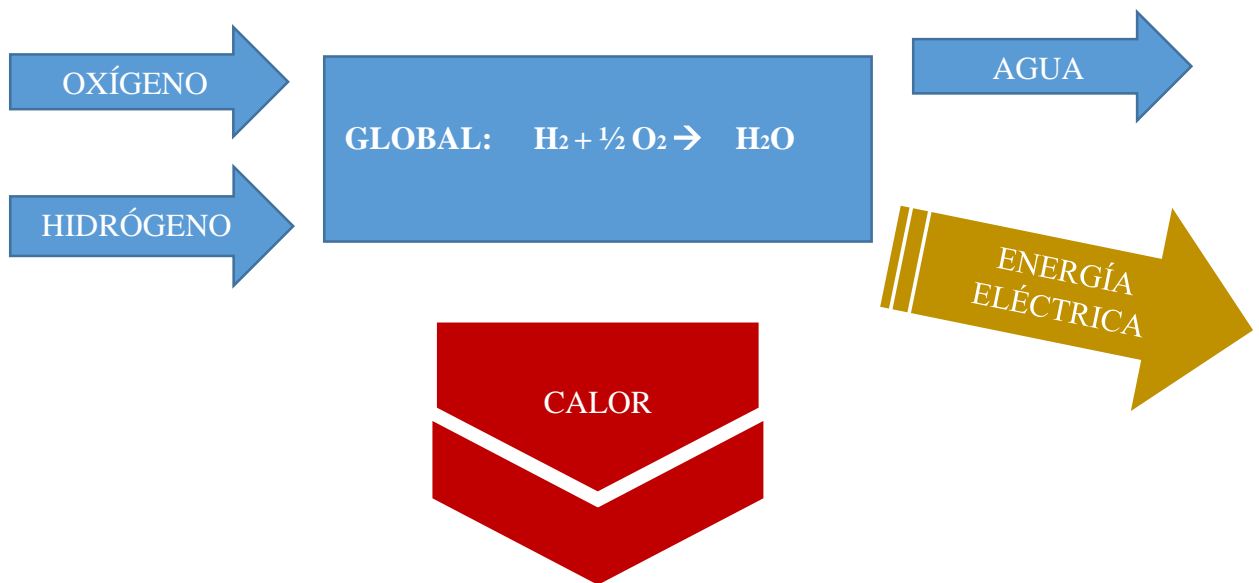 OXÍGENO
HIDRÓGENO
GLOBAL: H₂ + ½ O₂ → H₂O
AGUA
ENERGÍA
ELÉCTRICA
CALOR